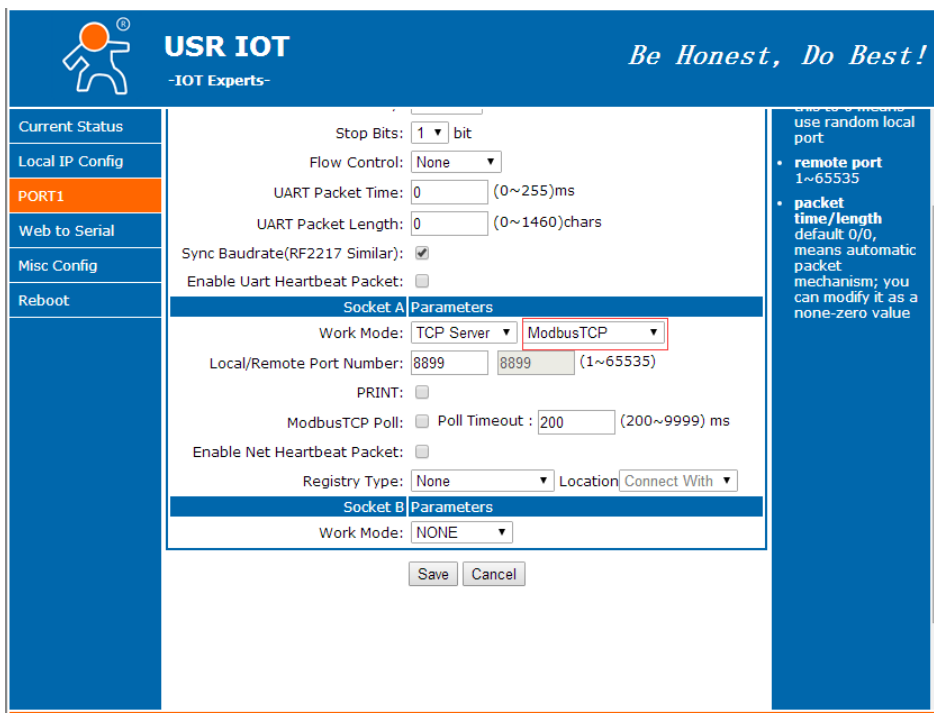 ®
USR IOT
-IOT Experts-
Be Honest, Do Best!
Current Status
Local IP Config
PORT1
Web to Serial
Misc Config
Reboot
Stop Bits: 1 bit
Flow Control: None
UART Packet Time: 0 (0~255)ms
UART Packet Length: 0 (0~1460)chars
Sync Baudrate(RF2217 Similar):
Enable Uart Heartbeat Packet:
Socket A Parameters
Work Mode: TCP Server ModbusTCP
Local/Remote Port Number: 8899 8899 (1~65535)
PRINT:
ModbusTCP Poll: Poll Timeout : 200 (200~9999) ms
Enable Net Heartbeat Packet:
Registry Type: None Location Connect With
Socket B Parameters
Work Mode: NONE
Save Cancel
this to 0 means
use random local
port
• remote port
1~65535
• packet
time/length
default 0/0,
means automatic
packet
mechanism; you
can modify it as a
none-zero value